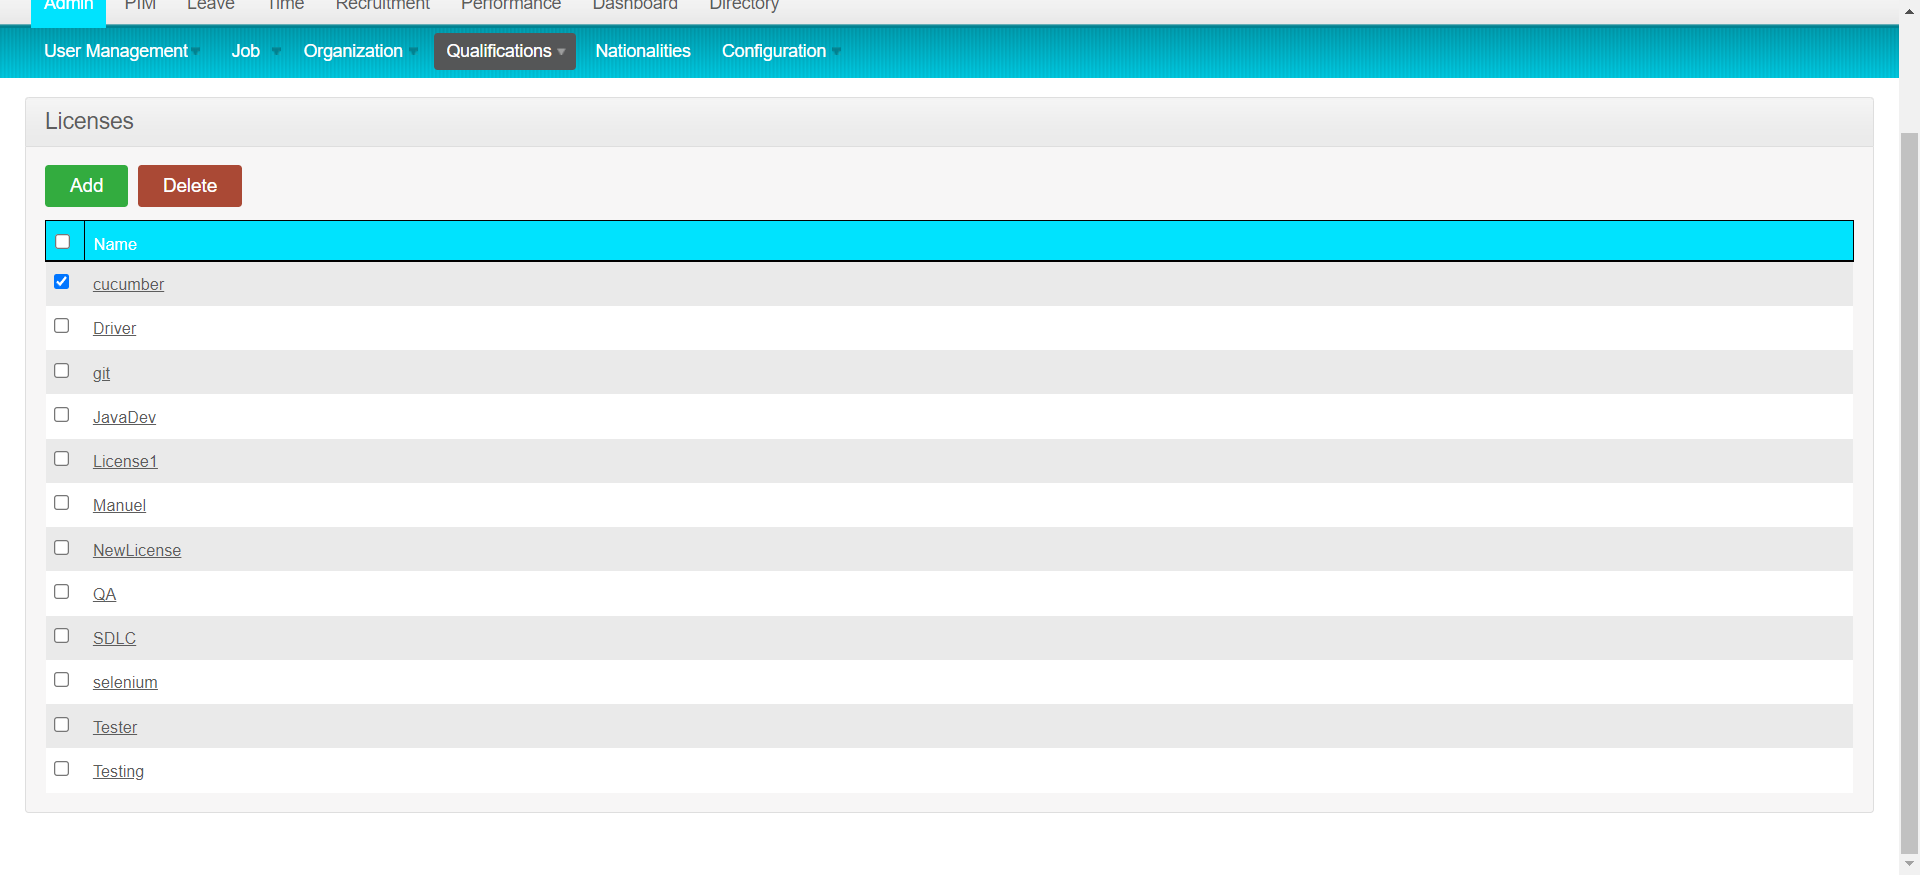 Admin PIM Leave Time Recruitment Performance Dashboard Directory
User Management Job Organization Qualifications Nationalities Configuration
Licenses
Add Delete
Name
cucumber
Driver
git
JavaDev
License1
Manuel
NewLicense
QA
SDLC
selenium
Tester
Testing